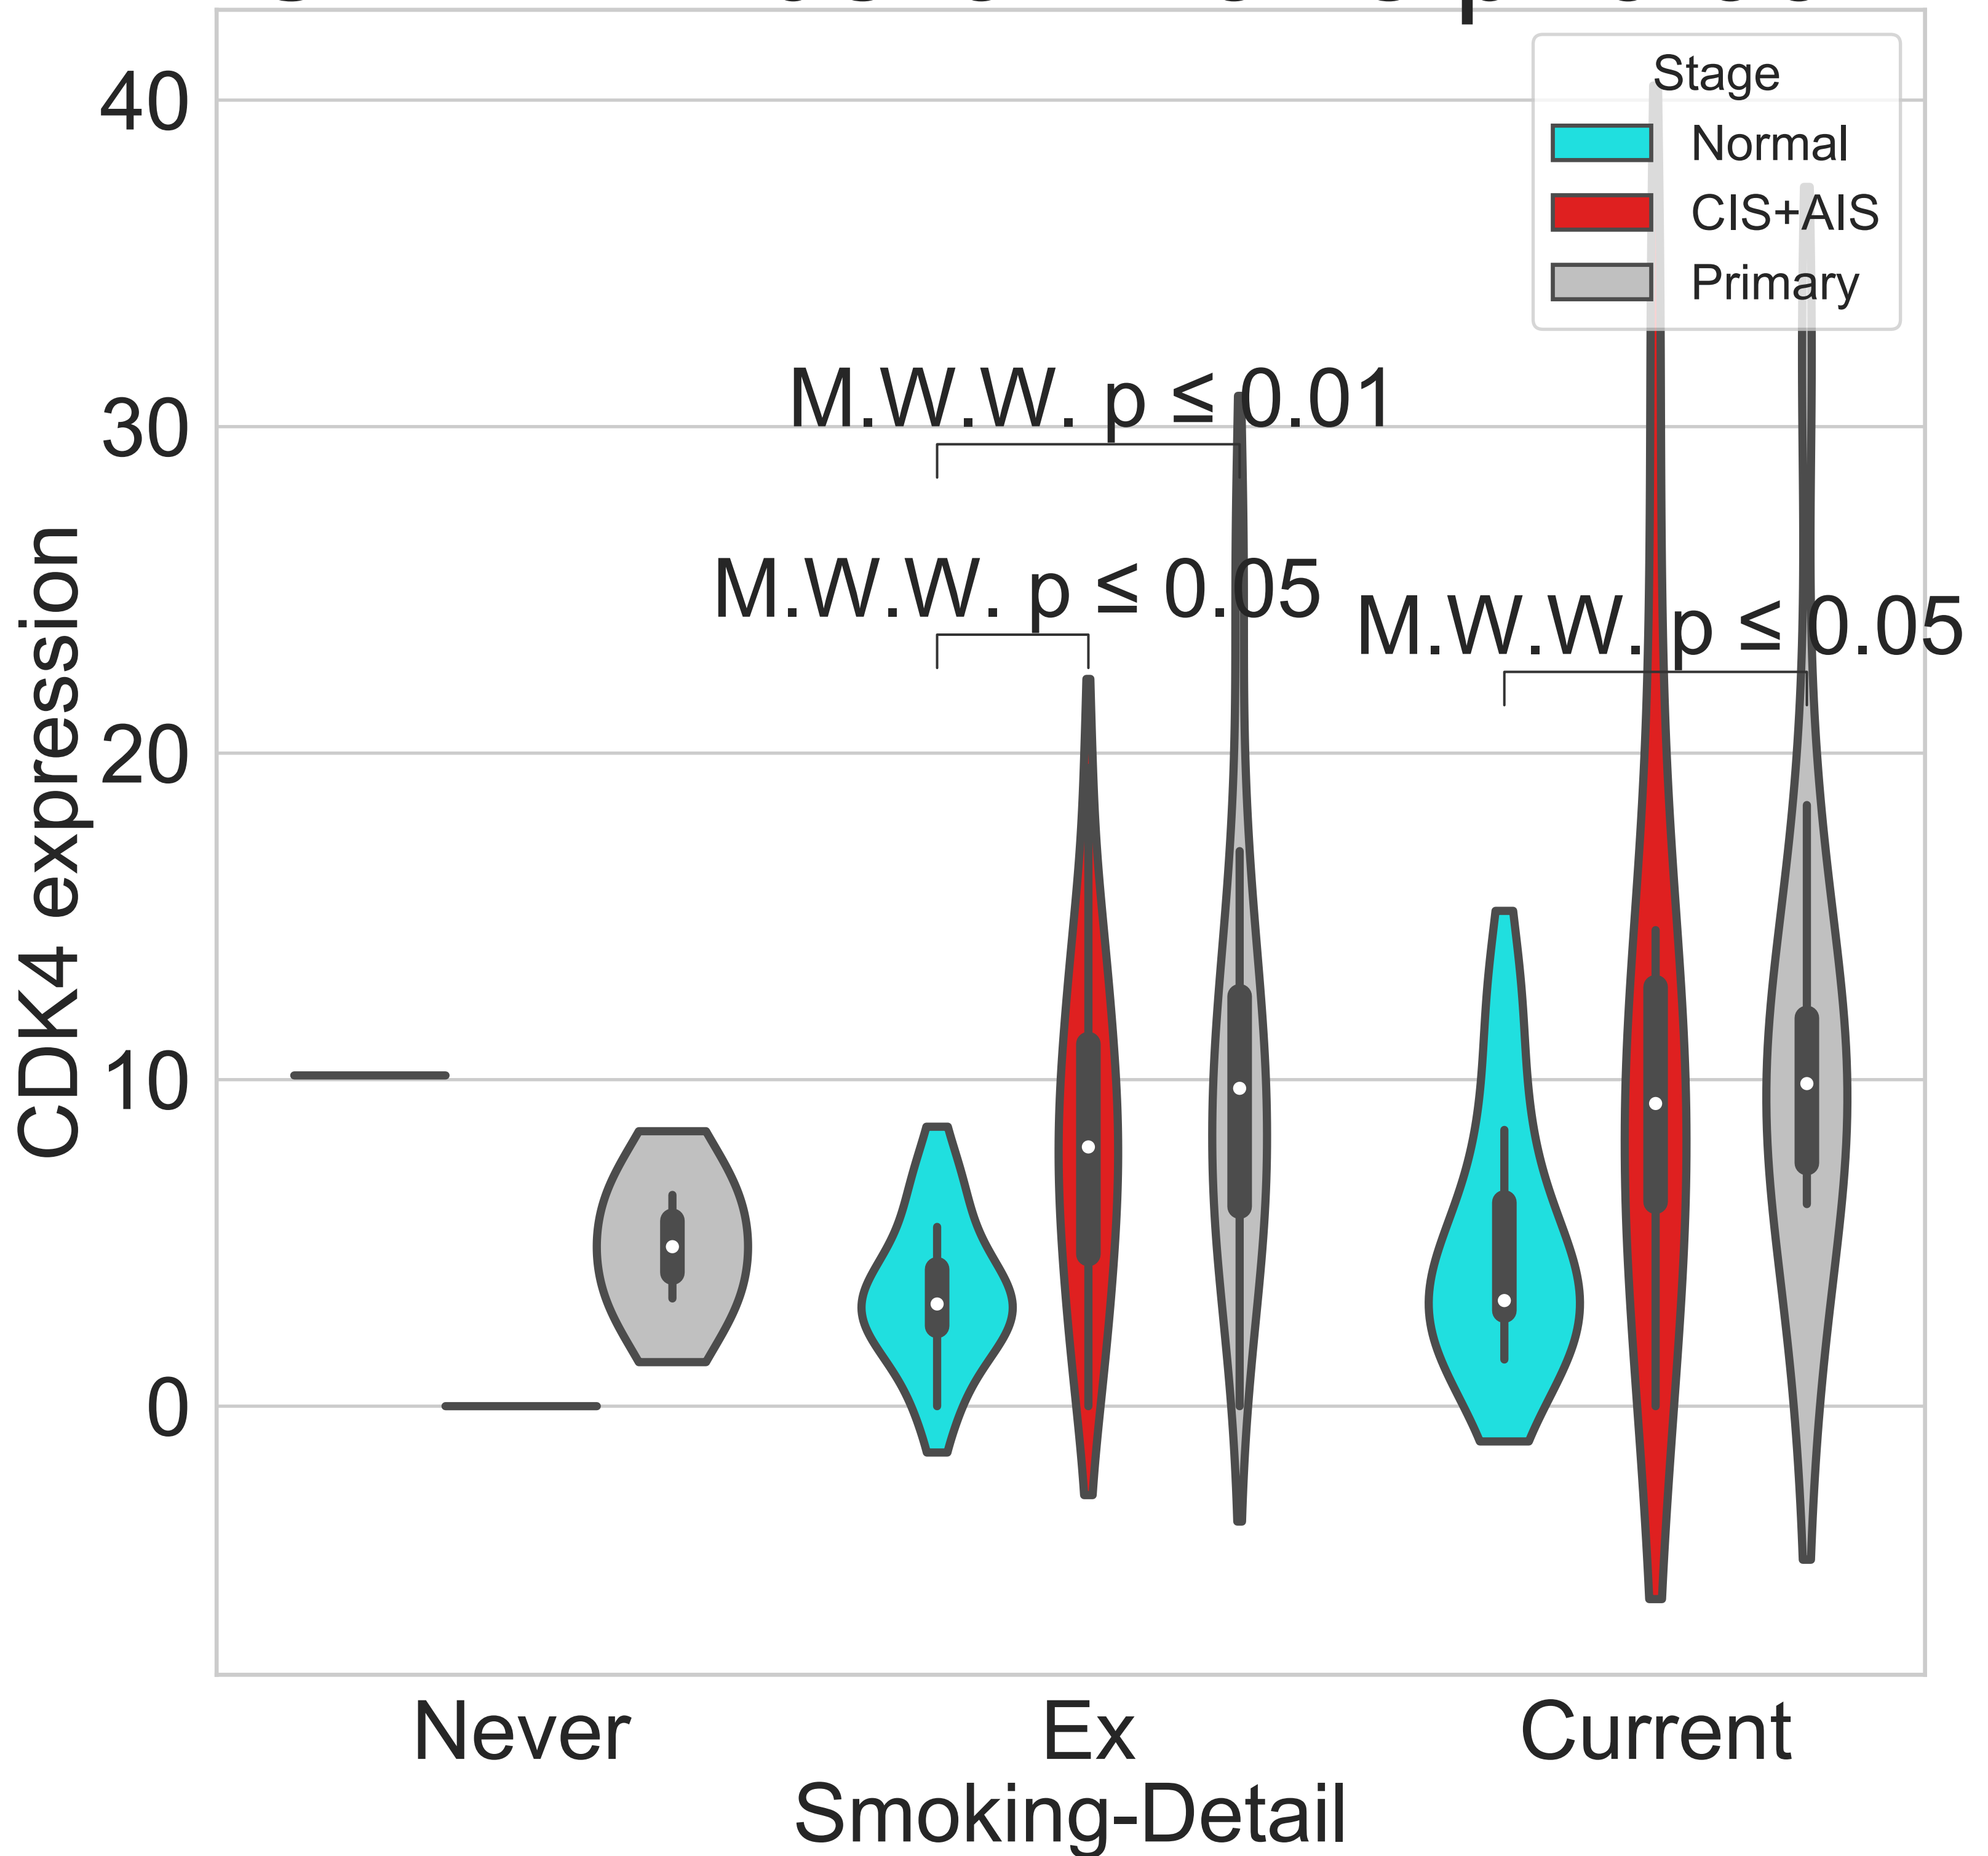 Stage
Normal
CIS+AIS
Primary
40
30
20
10
0
CDK4 expression
M.W.W. p ≤ 0.01
M.W.W. p ≤ 0.05
M.W.W. p ≤ 0.05
Never
Ex
Current
Smoking-Detail